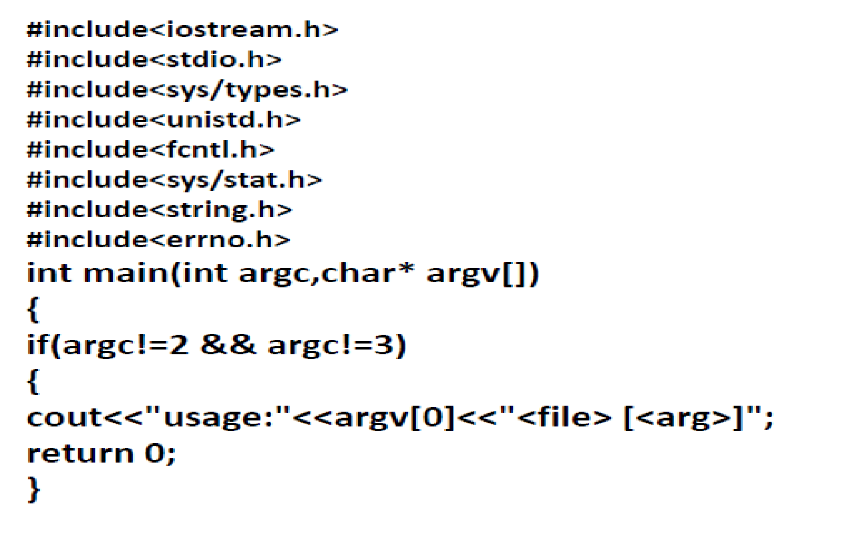 #include<iostream.h>
#include<stdio.h>
#include<sys/types.h>
#include<unistd.h>
#include<fcntl.h>
#include<sys/stat.h>
#include<string.h>
#include<errno.h>
int main(int argc,char* argv[])
{
if(argc!=2 && argc!=3)
{
cout<<"usage:"<<argv[0]<<"<file> [<arg>]";
return 0;
}